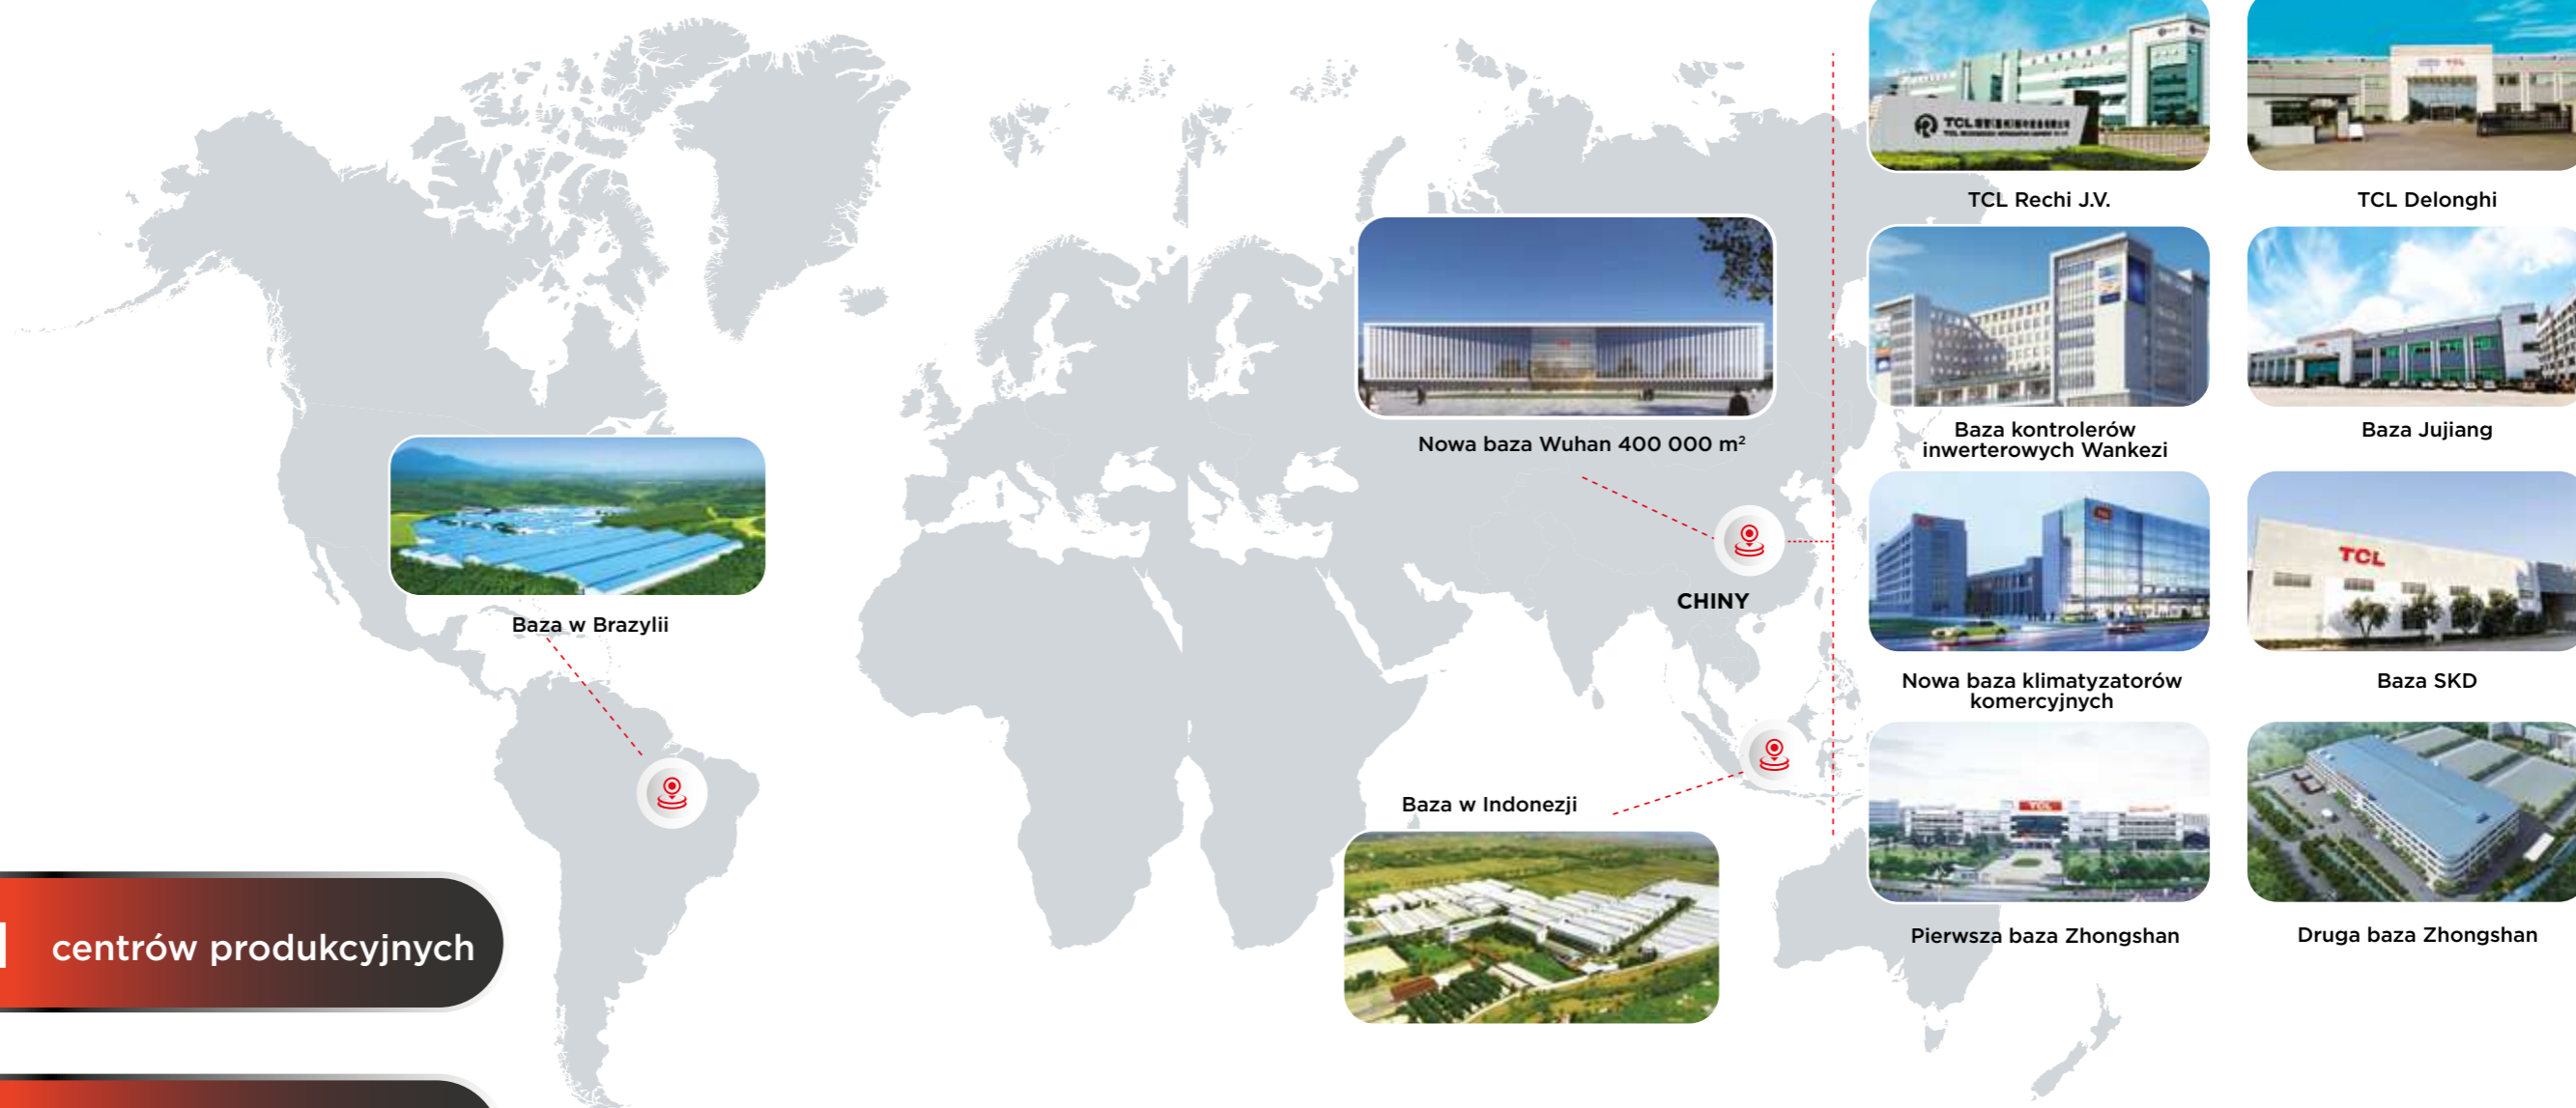 TCL Rechi J.V.
TCL Delonghi
Nowa baza Wuhan 400 000 m²
Baza kontrolerów
inwerterowych Wankezi
Baza Jujiang
Baza w Brazylii
CHINY
TCL
Nowa baza klimatyzatorów
komercyjnych
Baza SKD
Baza w Indonezji
TCL
Pierwsza baza Zhongshan
Druga baza Zhongshan
centrów produkcyjnych